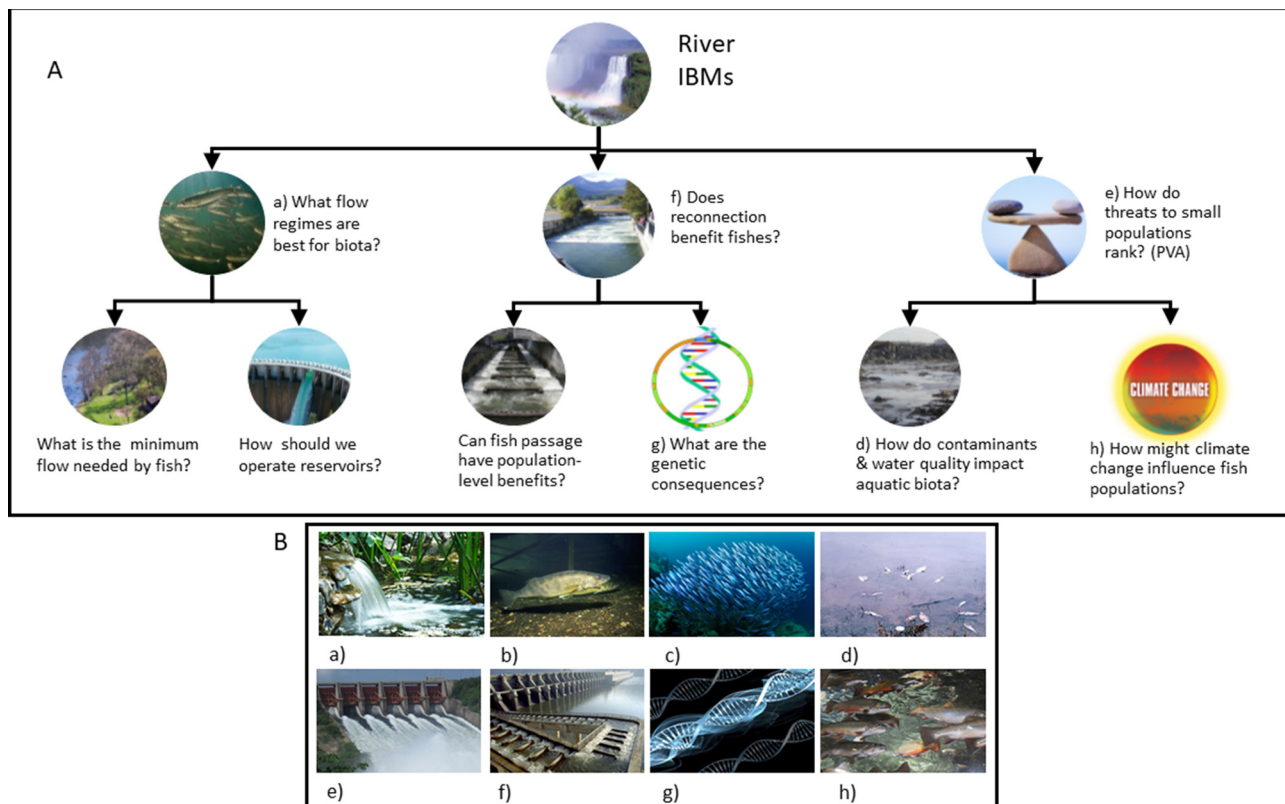 A
River
IBMs
a) What flow
regimes are
best for biota?
f) Does
reconnection
benefit fishes?
e) How do
threats to small
populations
rank? (PVA)
CLIMATE CHANGE
What is the minimum
flow needed by fish?
How should we
operate reservoirs?
Can fish passage
have population-
level benefits?
g) What are the
genetic
consequences?
d) How do contaminants
& water quality impact
aquatic biota?
h) How might climate
change influence fish
populations?
B
a)
b)
c)
d)
e)
f)
g)
h)